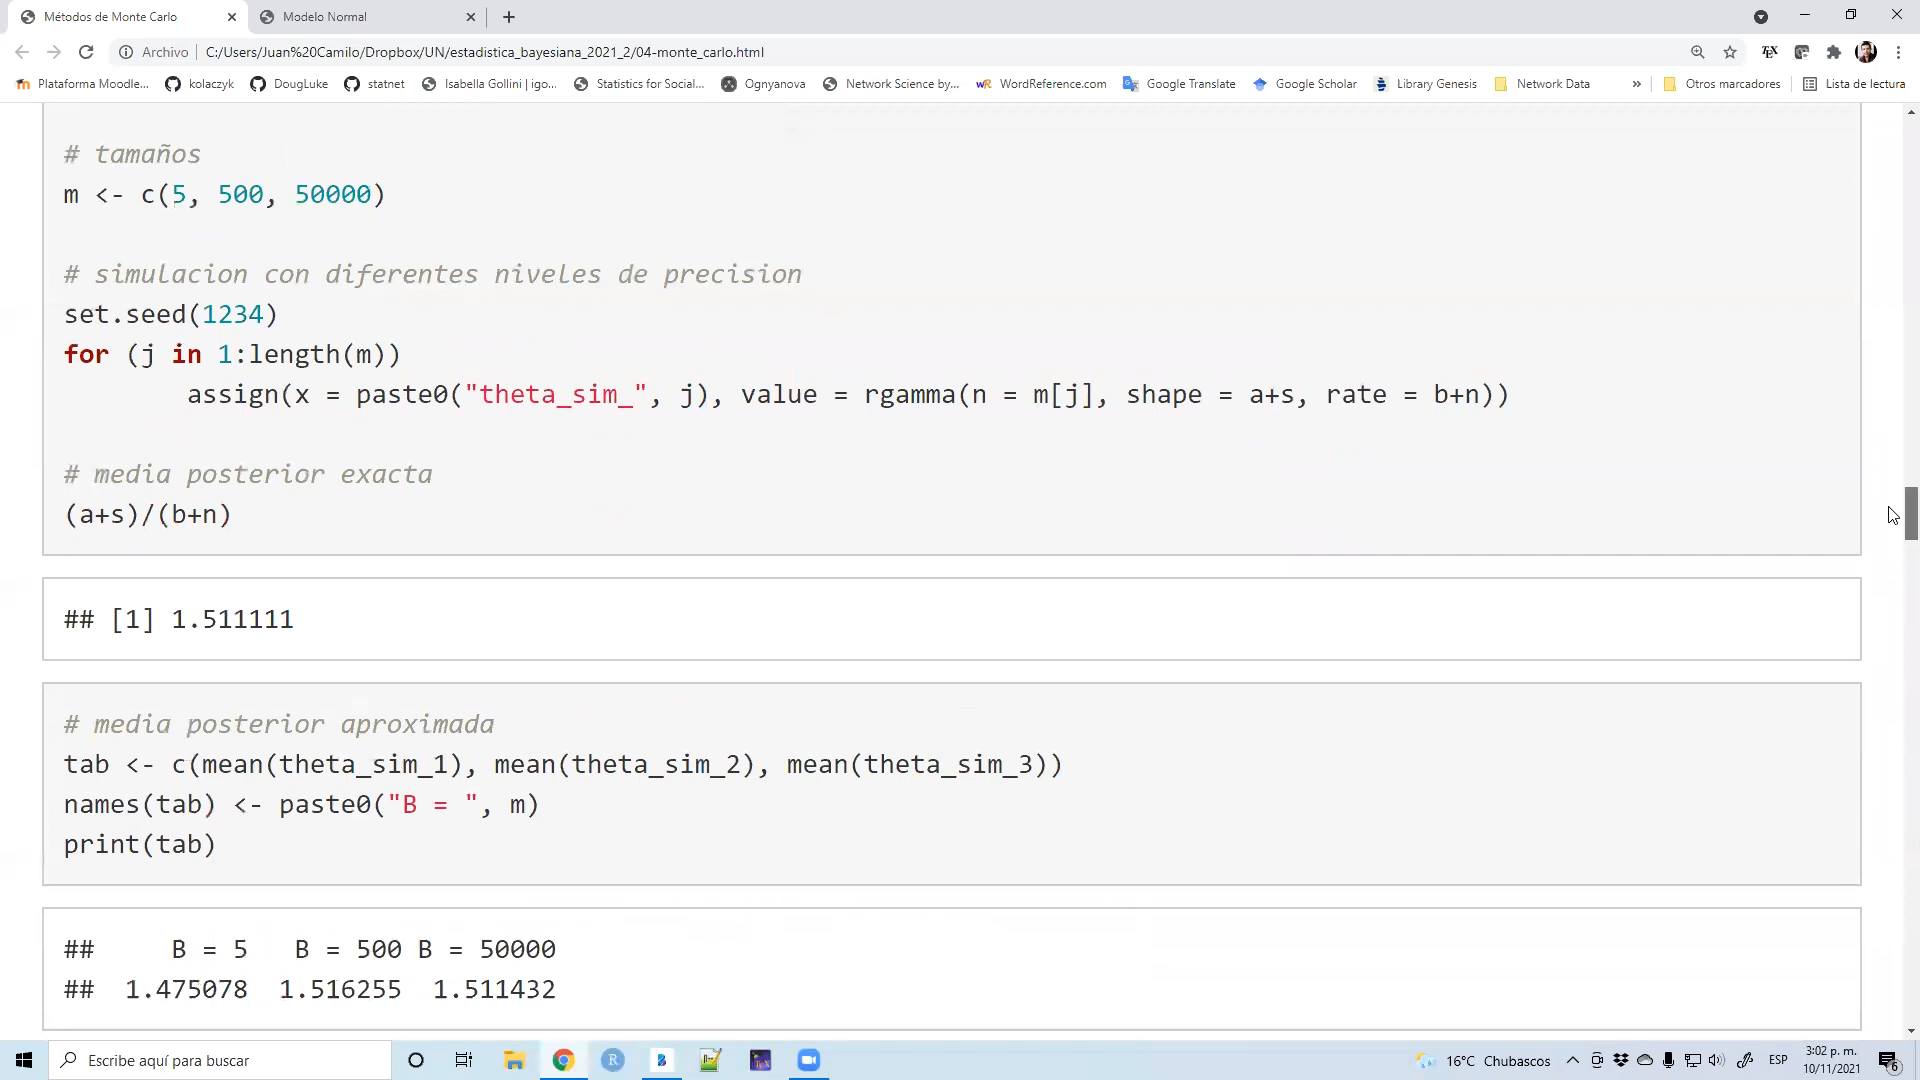 Métodos de Monte Carlo
Modelo Normal
Archivo C:/Users/Juan%20Camilo/Dropbox/UN/estadistica_bayesiana_2021_2/04-monte_carlo.html
Plataforma Moodle... kolaczyk DougLuke statnet Isabella Gollini | igo... Statistics for Social... Ognyanova Network Science by... WordReference.com Google Translate Google Scholar Library Genesis Network Data » Otros marcadores Lista de lectura
# tamaños
m <- c(5, 500, 50000)
# simulacion con diferentes niveles de precision
set.seed(1234)
for (j in 1:length(m))
assign(x = paste0("theta_sim_", j), value = rgamma(n = m[j], shape = a+s, rate = b+n))
# media posterior exacta
(a+s)/(b+n)
## [1] 1.511111
# media posterior aproximada
tab <- c(mean(theta_sim_1), mean(theta_sim_2), mean(theta_sim_3))
names(tab) <- paste0("B = ", m)
print(tab)
## B = 5 B = 500 B = 50000
## 1.475078 1.516255 1.511432
Escribe aquí para buscar
16°C Chubascos
ESP
3:02 p. m.
10/11/2021
6